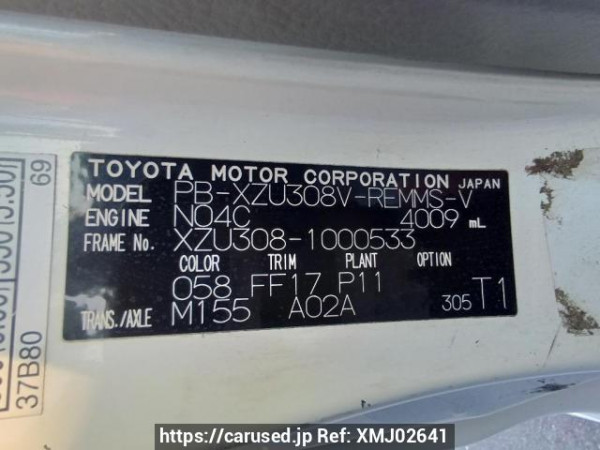 TOYOTA MOTOR CORPORATION JAPAN
MODEL PB-XZU308V-REMMS-V
ENGINE N04C 4009 mL
FRAME No. XZU308-1000533
COLOR TRIM PLANT OPTION
058 FF17 P11
TRANS./AXLE M155 A02A 305 T1
69
37B80
https://carused.jp Ref: XMJ02641